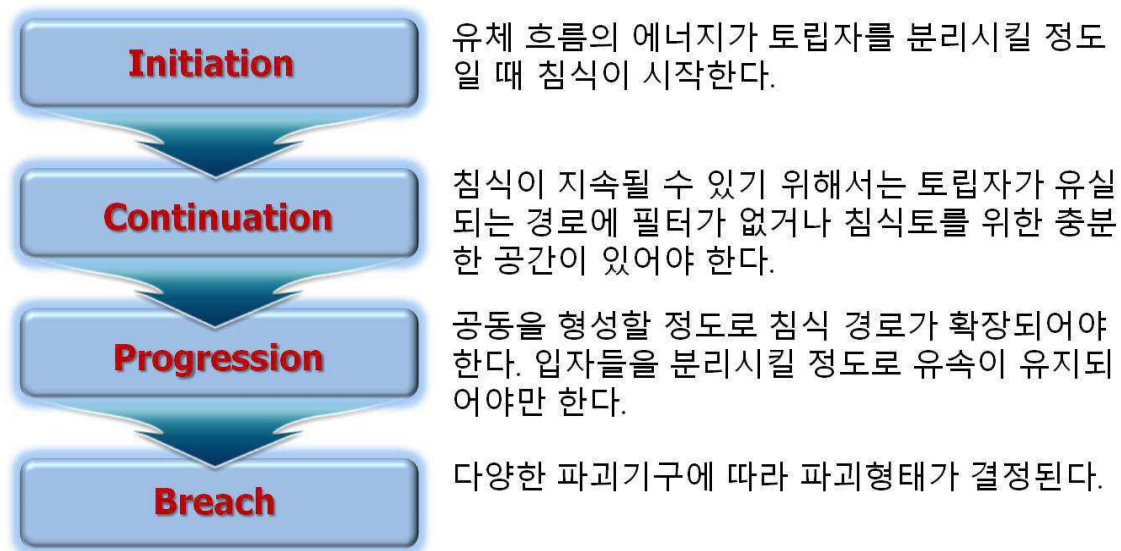 Initiation
유체 흐름의 에너지가 토립자를 분리시킬 정도
일 때 침식이 시작한다.
Continuation
침식이 지속될 수 있기 위해서는 토립자가 유실
되는 경로에 필터가 없거나 침식토를 위한 충분
한 공간이 있어야 한다.
Progression
공동을 형성할 정도로 침식 경로가 확장되어야
한다. 입자들을 분리시킬 정도로 유속이 유지되
어야만 한다.
Breach
다양한 파괴기구에 따라 파괴형태가 결정된다.